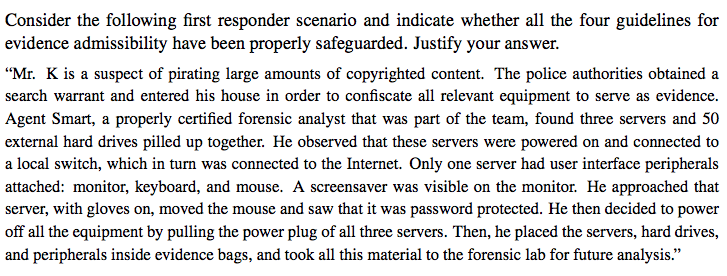 Consider the following first responder scenario and indicate whether all the four guidelines for
evidence admissibility have been properly safeguarded. Justify your answer.
“Mr. K is a suspect of pirating large amounts of copyrighted content. The police authorities obtained a
search warrant and entered his house in order to confiscate all relevant equipment to serve as evidence.
Agent Smart, a properly certified forensic analyst that was part of the team, found three servers and 50
external hard drives pilled up together. He observed that these servers were powered on and connected to
a local switch, which in turn was connected to the Internet. Only one server had user interface peripherals
attached: monitor, keyboard, and mouse. A screensaver was visible on the monitor. He approached that
server, with gloves on, moved the mouse and saw that it was password protected. He then decided to power
off all the equipment by pulling the power plug of all three servers. Then, he placed the servers, hard drives,
and peripherals inside evidence bags, and took all this material to the forensic lab for future analysis.”